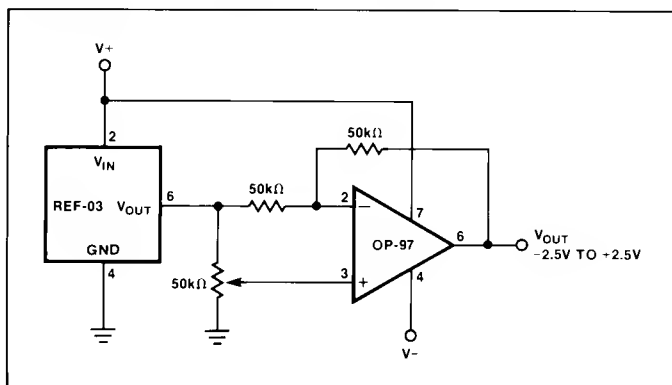 V+
2
VIN
REF-03
VOUT
6
GND
4
50kΩ
50kΩ
50kΩ
2
−
3
+
OP-97
7
6
4
V-
VOUT
−2.5V TO +2.5V